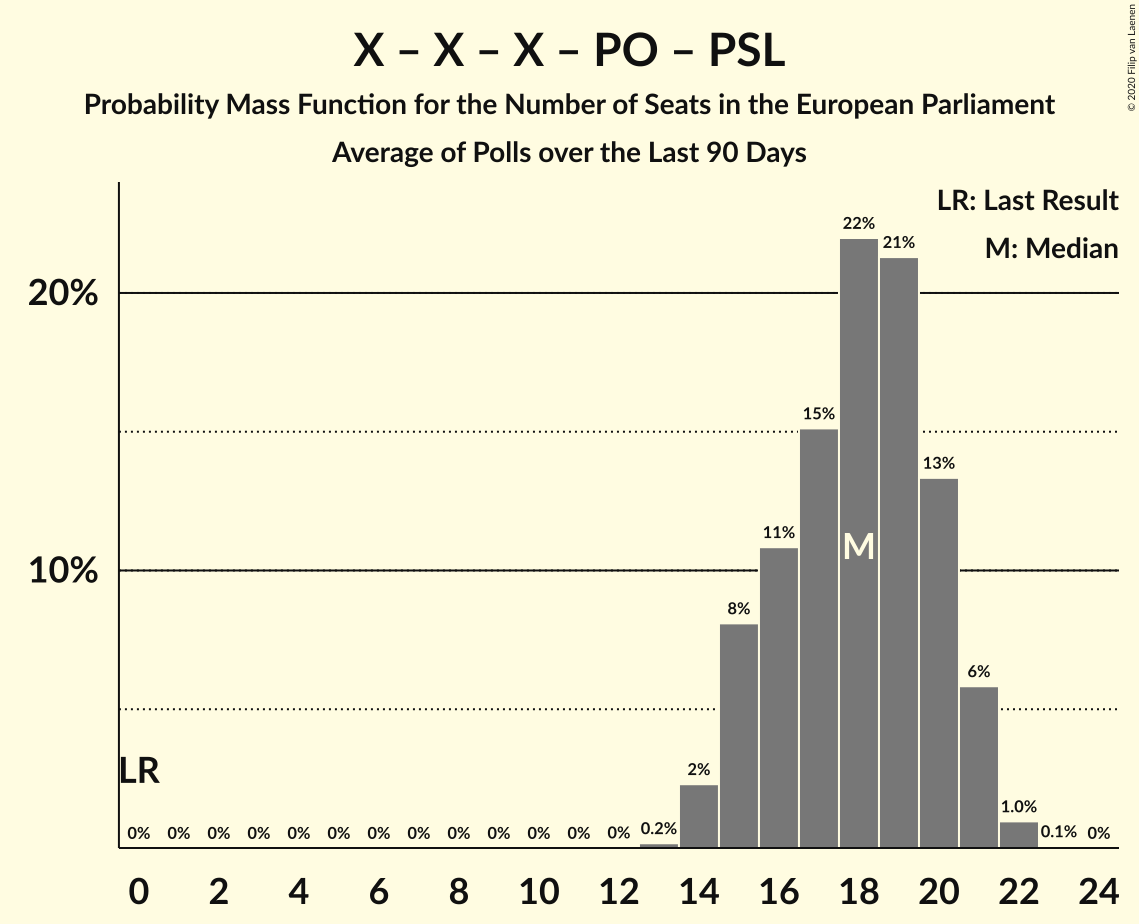 X – X – X – PO – PSL
Probability Mass Function for the Number of Seats in the European Parliament
Average of Polls over the Last 90 Days
© 2020 Filip van Laenen
LR: Last Result
M: Median
22%
21%
20%
15%
13%
11%
M
10%
8%
6%
LR
2%
1.0%
0% 0% 0% 0% 0% 0% 0% 0% 0% 0% 0% 0% 0% 0.2% 0.1% 0%
0 2 4 6 8 10 12 14 16 18 20 22 24